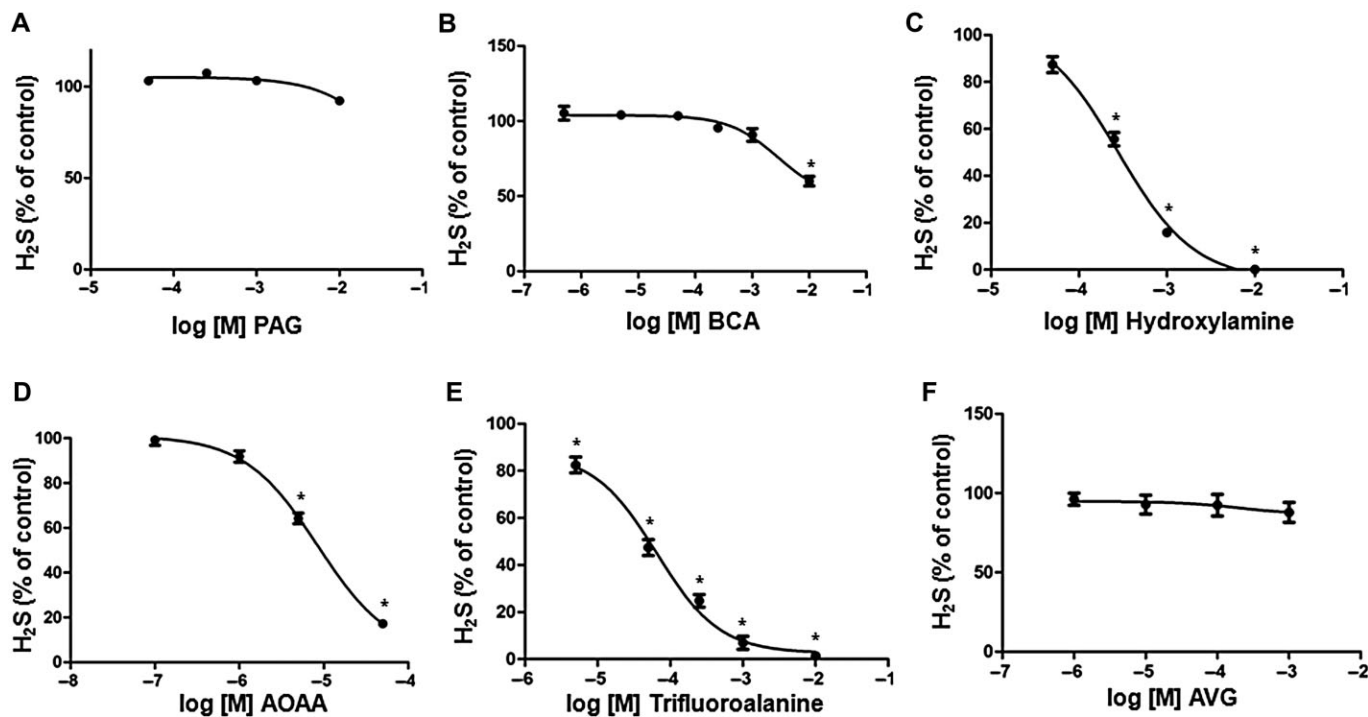 A
H₂S (% of control)
100
50
0
–5 –4 –3 –2 –1
log [M] PAG
B
H₂S (% of control)
150
100
50
0
*
–7 –6 –5 –4 –3 –2 –1
log [M] BCA
C
H₂S (% of control)
100
80
60
40
20
0
* * *
–5 –4 –3 –2 –1
log [M] Hydroxylamine
D
H₂S (% of control)
100
80
60
40
20
0
* *
–8 –7 –6 –5 –4
log [M] AOAA
E
H₂S (% of control)
100
80
60
40
20
0
* * * * *
–6 –5 –4 –3 –2 –1
log [M] Trifluoroalanine
F
H₂S (% of control)
150
100
50
0
–7 –6 –5 –4 –3 –2
log [M] AVG